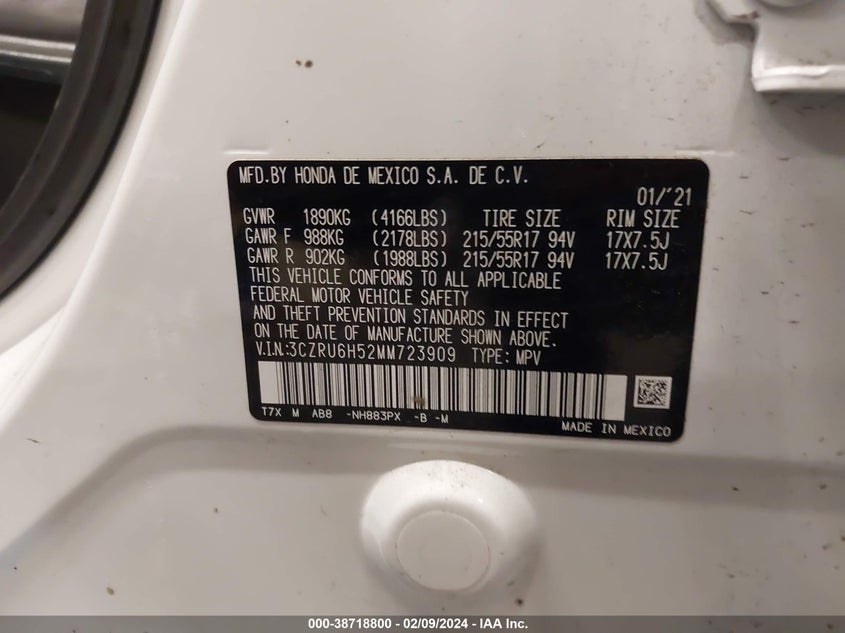 MFD.BY HONDA DE MEXICO S.A. DE C.V.
01/'21
GVWR 1890KG (4166LBS) TIRE SIZE RIM SIZE
GAWR F 988KG (2178LBS) 215/55R17 94V 17X7.5J
GAWR R 902KG (1988LBS) 215/55R17 94V 17X7.5J
THIS VEHICLE CONFORMS TO ALL APPLICABLE
FEDERAL MOTOR VEHICLE SAFETY
AND THEFT PREVENTION STANDARDS IN EFFECT
ON THE DATE OF MANUFACTURE SHOWN ABOVE.
V.I.N.:3CZRU6H52MM723909 TYPE: MPV
T7X M AB8 -NH883PX -B -M
MADE IN MEXICO
000-38718800 - 02/09/2024 - IAA Inc.